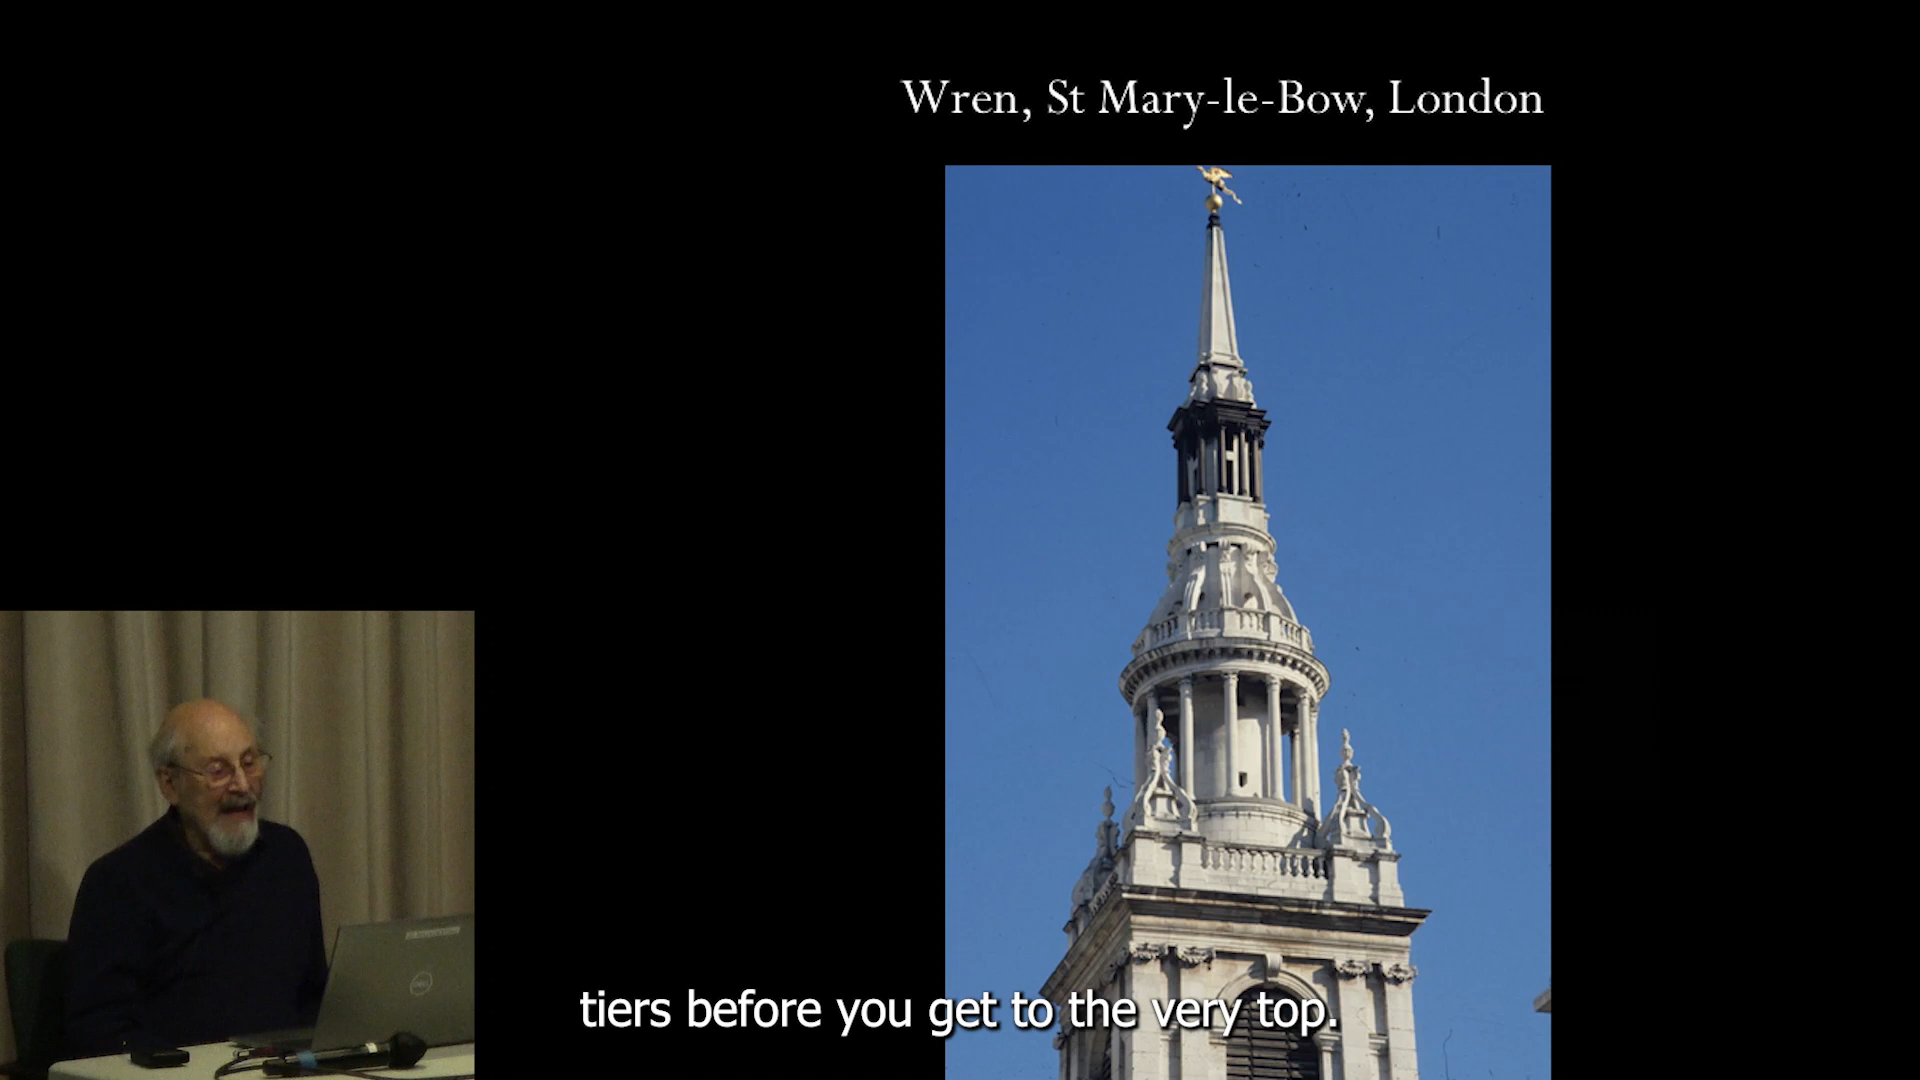 Wren, St Mary-le-Bow, London
tiers before you get to the very top.